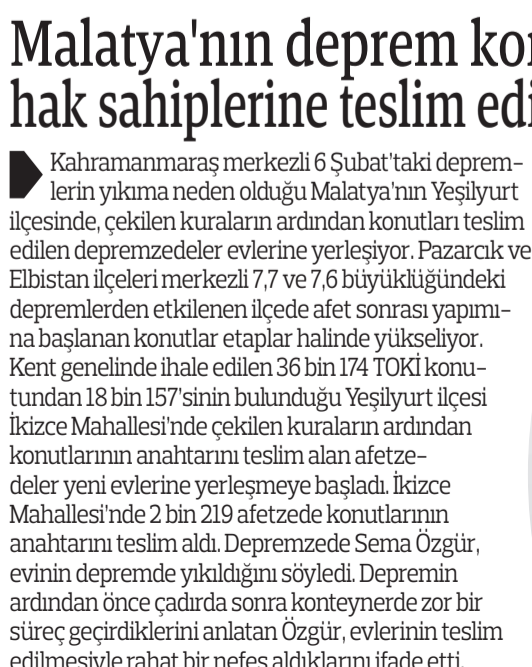 Malatya'nın deprem
hak sahiplerine teslim
Kahramanmaraş merkezli 6 Şubat'taki deprem-
lerin yıkıma neden olduğu Malatya'nın Yeşilyurt
ilçesinde, çekilen kuraların ardından konutları teslim
edilen depremzedeler evlerine yerleşiyor. Pazarcık ve
Elbistan ilçeleri merkezli 7,7 ve 7,6 büyüklüğündeki
depremlerden etkilenen ilçede afet sonrası yapımı-
na başlanan konutlar etaplar halinde yükseliyor.
Kent genelinde ihale edilen 36 bin 174 TOKİ konu-
tundan 18 bin 157'sinin bulunduğu Yeşilyurt ilçesi
İkizce Mahallesi'nde çekilen kuraların ardından
konutlarının anahtarını teslim alan afetze-
deler yeni evlerine yerleşmeye başladı. İkizce
Mahallesi'nde 2 bin 219 afetzede konutlarının
anahtarını teslim aldı. Depremzede Sema Özgür,
evinin depremde yıkıldığını söyledi. Depremin
ardından önce çadırda sonra konteynerde zor bir
süreç geçirdiklerini anlatan Özgür, evlerinin teslim
edilmesiyle rahat bir nefes aldıklarını ifade etti.